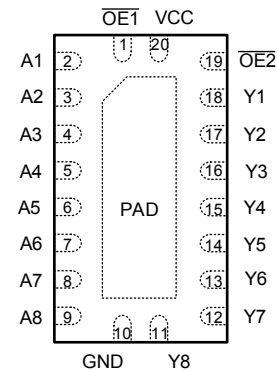 OE1 VCC
1 20
A1 2 19 OE2
A2 3 18 Y1
A3 4 17 Y2
A4 5 16 Y3
A5 6 PAD 15 Y4
A6 7 14 Y5
A7 8 13 Y6
A8 9 12 Y7
10 11
GND Y8